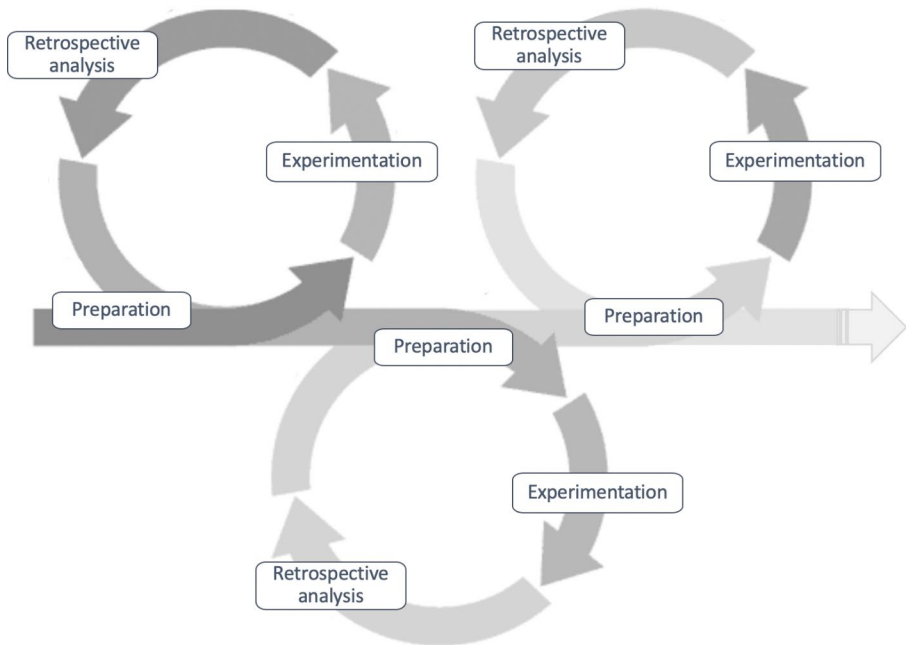 Retrospective
analysis
Experimentation
Preparation
Preparation
Experimentation
Retrospective
analysis
Retrospective
analysis
Experimentation
Preparation